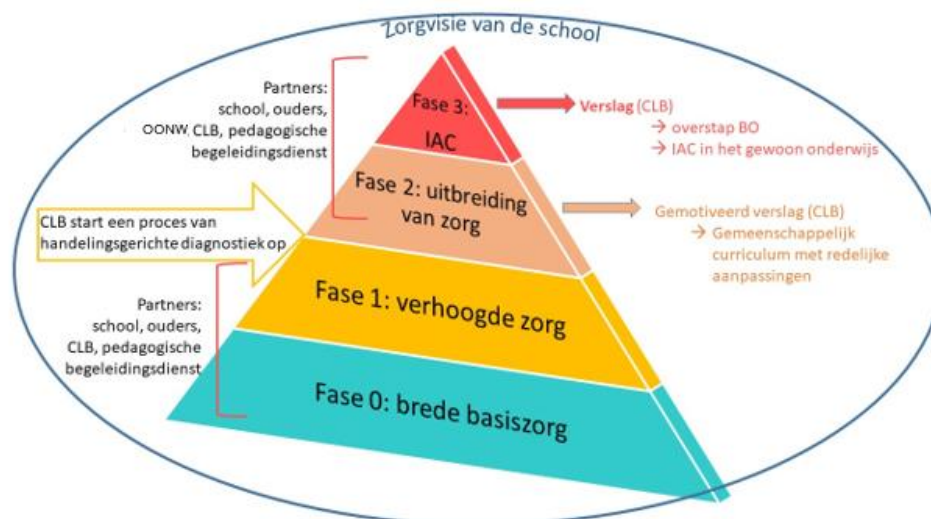 Zorgvisie van de school
Partners:
school, ouders,
OONW, CLB, pedagogische
begeleidingsdienst
Fase 3:
IAC
Verslag (CLB)
→ overstap BO
→ IAC in het gewoon onderwijs
Fase 2: uitbreiding
van zorg
Gemotiveerd verslag (CLB)
→ Gemeenschappelijk
curriculum met redelijke
aanpassingen
CLB start een proces van
handelingsgerichte diagnostiek op
Fase 1: verhoogde zorg
Partners:
school, ouders,
CLB, pedagogische
begeleidingsdienst
Fase 0: brede basiszorg